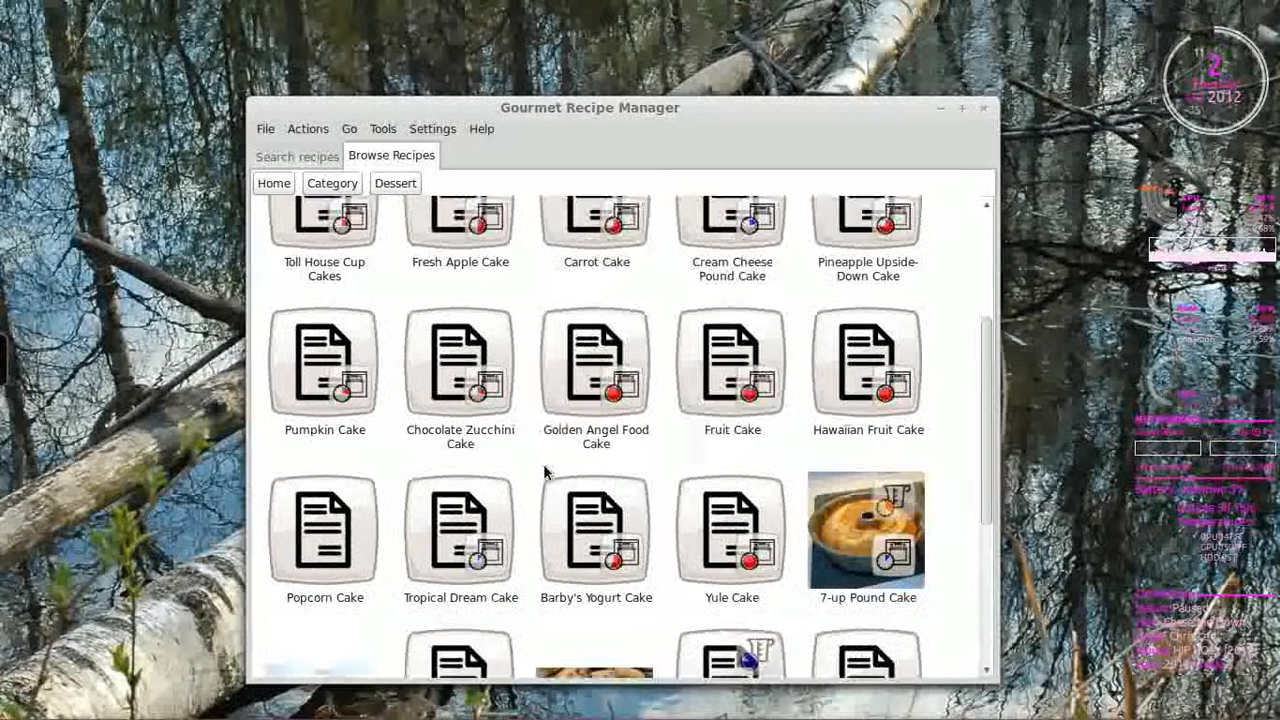 Gourmet Recipe Manager
File Actions Go Tools Settings Help
Search recipes Browse Recipes
Home Category Dessert
Toll House Cup
Cakes
Fresh Apple Cake
Carrot Cake
Cream Cheese
Pound Cake
Pineapple Upside-
Down Cake
Pumpkin Cake
Chocolate Zucchini
Cake
Golden Angel Food
Cake
Fruit Cake
Hawaiian Fruit Cake
Popcorn Cake
Tropical Dream Cake
Barby's Yogurt Cake
Yule Cake
7-up Pound Cake
2
2012
Paused